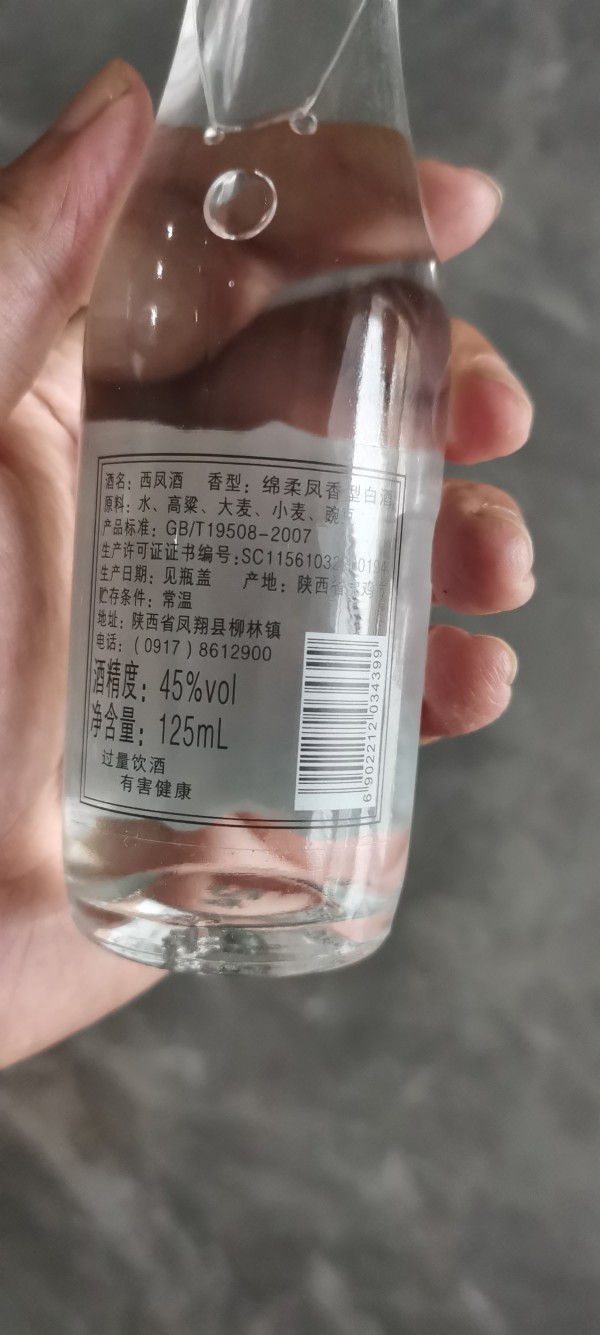 酒名：西凤酒 香型：绵柔凤香型白酒
原料：水、高粱、大麦、小麦、豌
产品标准：GB/T19508-2007
生产许可证证书编号：
生产日期：见瓶盖 产地：陕西省
贮存条件：常温
地址：陕西省凤翔县柳林镇
电话：(0917) 8612900
酒精度：45%vol
净含量：125mL
过量饮酒
有害健康
6902212034399